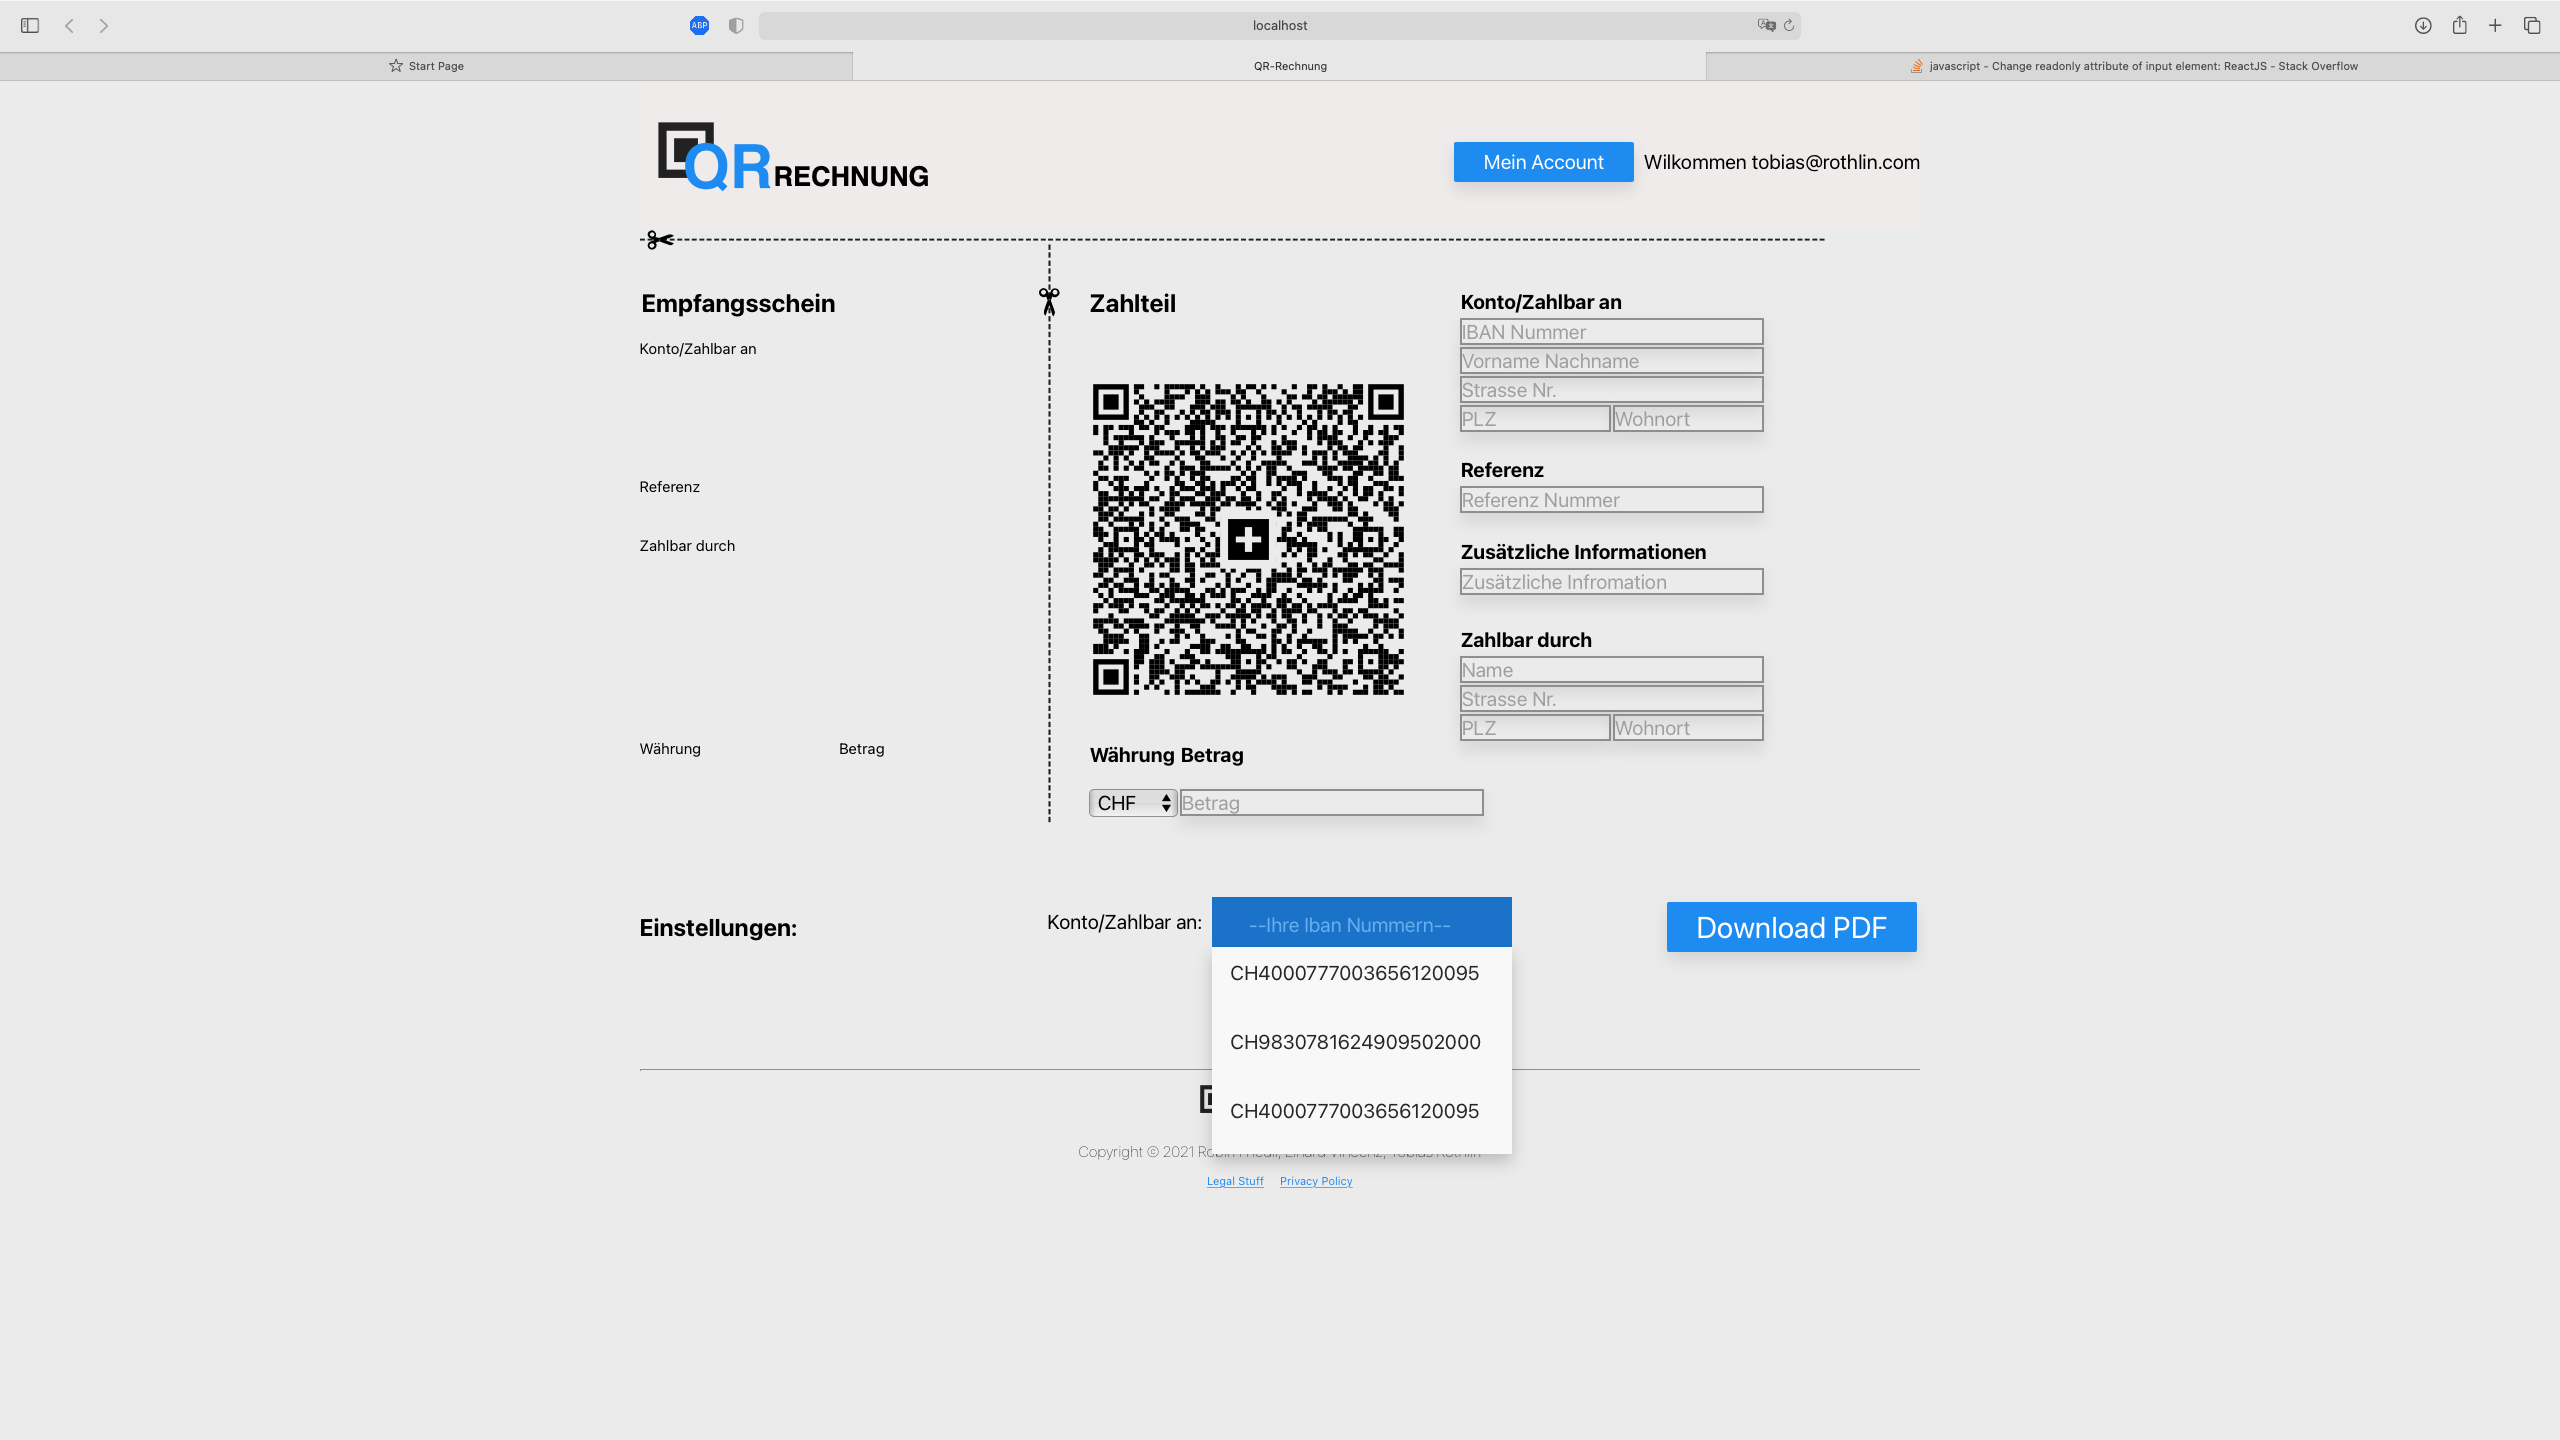 ABP
localhost
Start Page
QR-Rechnung
javascript - Change readonly attribute of input element: ReactJS - Stack Overflow
QR RECHNUNG
Mein Account
Wilkommen tobias@rothlin.com
Empfangsschein
Konto/Zahlbar an
Referenz
Zahlbar durch
Währung
Betrag
Zahlteil
Währung Betrag
CHF
Betrag
Konto/Zahlbar an
IBAN Nummer
Vorname Nachname
Strasse Nr.
PLZ
Wohnort
Referenz
Referenz Nummer
Zusätzliche Informationen
Zusätzliche Infromation
Zahlbar durch
Name
Strasse Nr.
PLZ
Wohnort
Einstellungen:
Konto/Zahlbar an:
--Ihre Iban Nummern--
CH4000777003656120095
CH9830781624909502000
CH4000777003656120095
Download PDF
Copyright © 2021
Legal Stuff
Privacy Policy